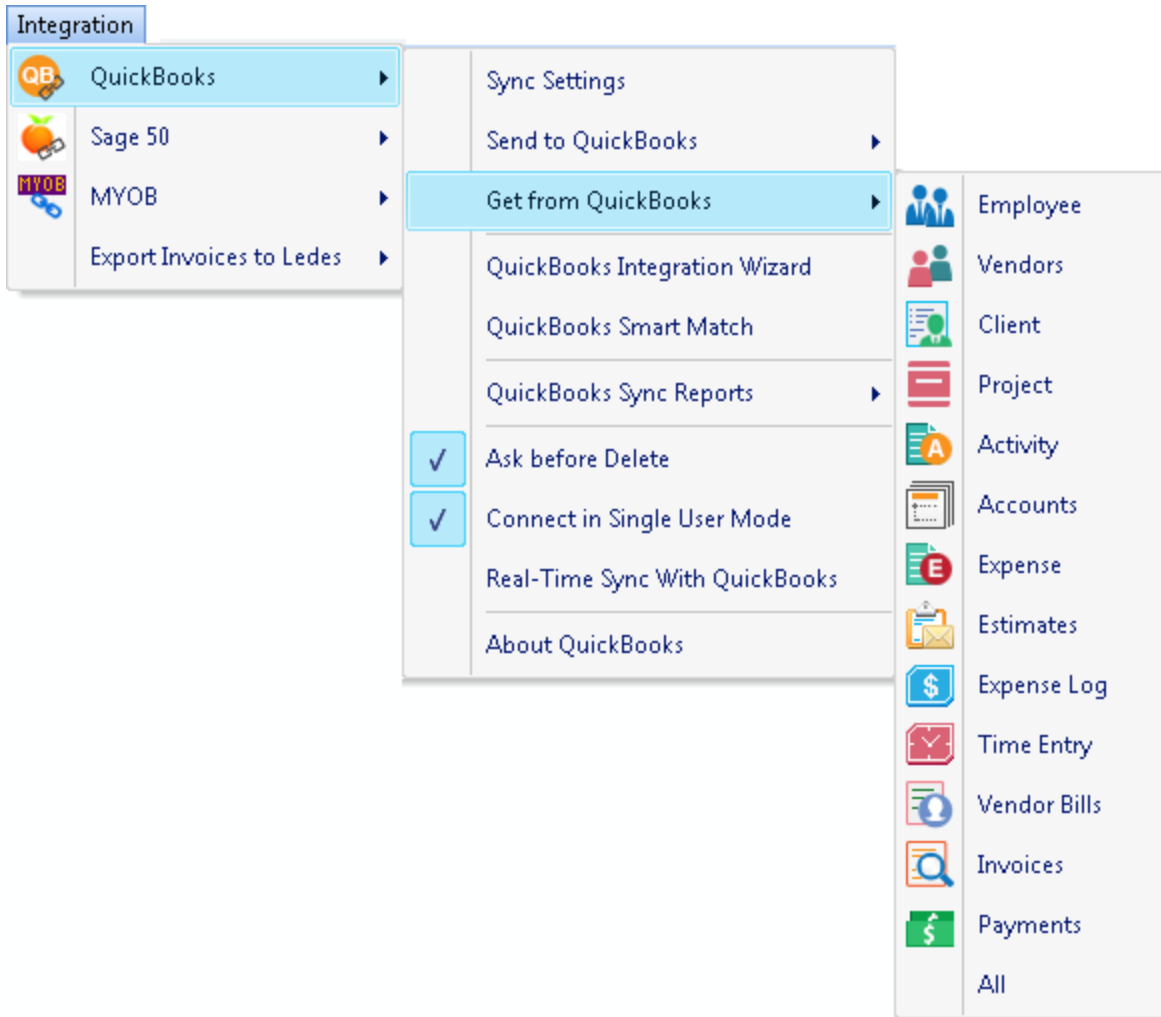 Integration
QB
QuickBooks
Sage 50
MYOB
MYOB
Export Invoices to Ledes
Sync Settings
Send to QuickBooks
Get from QuickBooks
QuickBooks Integration Wizard
QuickBooks Smart Match
QuickBooks Sync Reports
Ask before Delete
Connect in Single User Mode
Real-Time Sync With QuickBooks
About QuickBooks
Employee
Vendors
Client
Project
A
Activity
Accounts
E
Expense
Estimates
$
Expense Log
Time Entry
Vendor Bills
Invoices
$
Payments
All